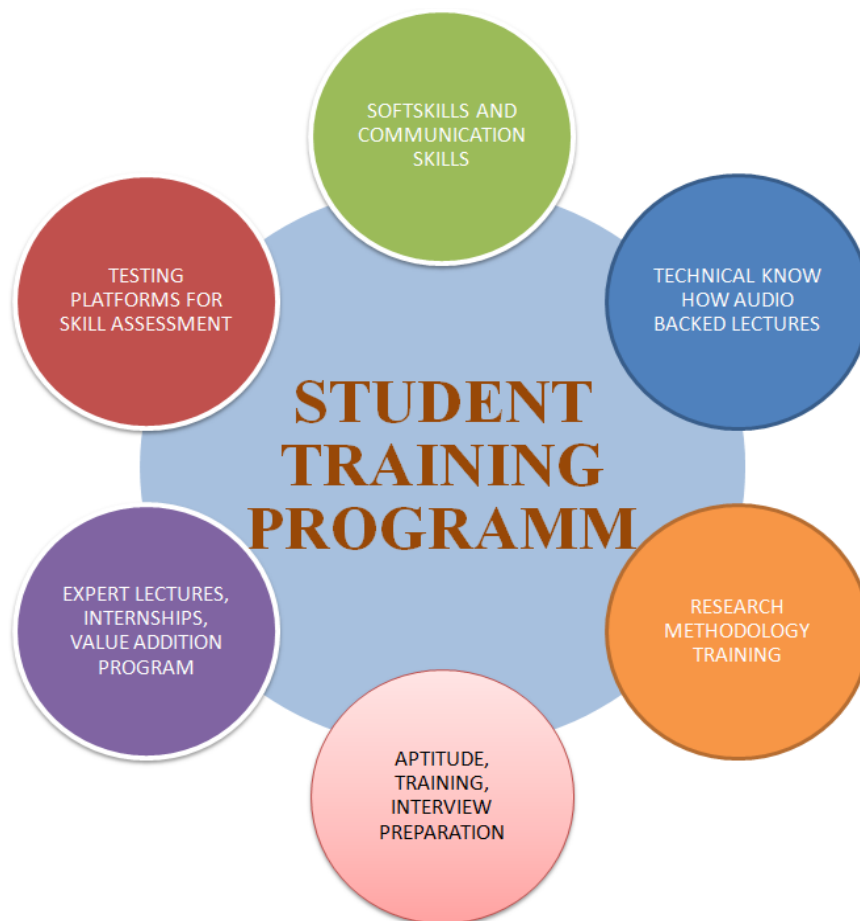 SOFTSKILLS AND
COMMUNICATION
SKILLS
TESTING
PLATFORMS FOR
SKILL ASSESSMENT
TECHNICAL KNOW
HOW AUDIO
BACKED LECTURES
STUDENT
TRAINING
PROGRAMM
EXPERT LECTURES,
INTERNSHIPS,
VALUE ADDITION
PROGRAM
RESEARCH
METHODOLOGY
TRAINING
APTITUDE,
TRAINING,
INTERVIEW
PREPARATION